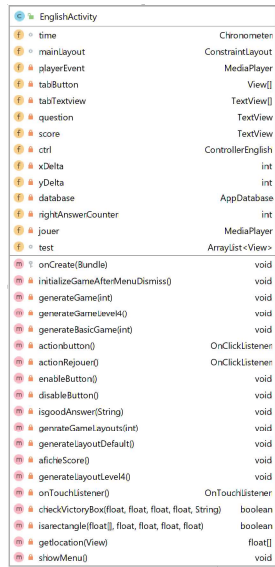 EnglishActivity
time Chronometer
mainLayout ConstraintLayout
playerEvent MediaPlayer
tabButton View[]
tabTextview TextView[]
question TextView
score TextView
ctrl ControllerEnglish
xDelta int
yDelta int
database AppDatabase
rightAnswerCounter int
jouer MediaPlayer
test ArrayList<View>
onCreate(Bundle) void
initializeGameAfterMenuDismiss() void
generateGame(int) void
generateGameLevel4() void
generateBasicGame(int) void
actionbutton() OnClickListener
actionRejouer() OnClickListener
enableButton() void
disableButton() void
isgoodAnswer(String) void
genrateGameLayouts(int) void
generateLayoutDefault() void
aficheScore() void
generateLayoutLevel4() void
onTouchListener() OnTouchListener
checkVictoryBox(float, float, float, float, String) boolean
isarectangle(float[], float, float, float, float) boolean
getlocation(View) float[]
showMenu() void